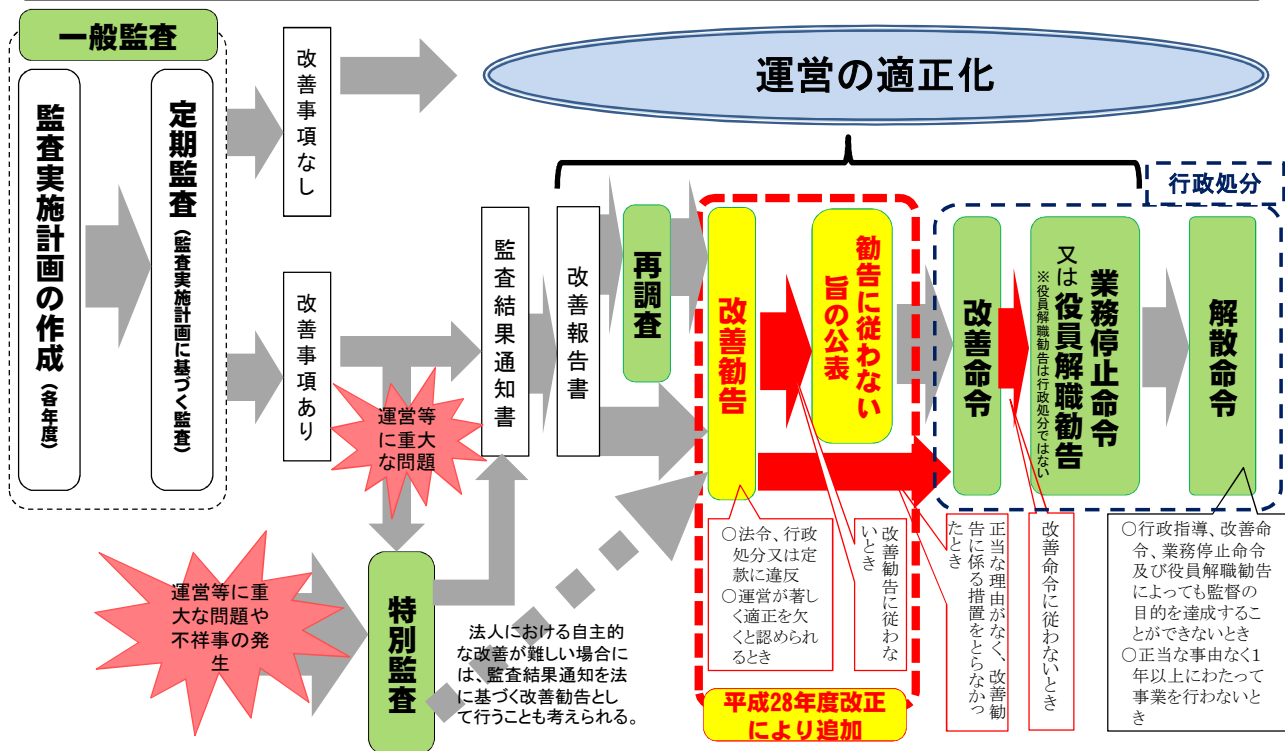 一般監査
監査実施計画の作成（各年度）
定期監査（監査実施計画に基づく監査）
改善事項なし
改善事項あり
運営の適正化
行政処分
監査結果通知書
改善報告書
再調査
改善勧告
勧告に従わない
旨の公表
改善命令
業務停止命令
又は役員解職勧告
※役員解職勧告は行政処分ではない
解散命令
運営等
に重大
な問題
運営等に重
大な問題や
不祥事の発
生
特別監査
法人における自主的
な改善が難しい場合に
は、監査結果通知を法
に基づく改善勧告とし
て行うことも考えられる。
○法令、行政
処分又は定
款に違反
○運営が著し
く適正を欠
くと認めら
れるとき
改善勧告に従わな
いとき
正当な理由がなく、改善勧
告に係る措置をとらなかっ
たとき
改善命令に従わないとき
○行政指導、改善命
令、業務停止命令
及び役員解職勧告
によっても監督の
目的を達成するこ
とができないとき
○正当な事由なく1
年以上にわたって
事業を行わないと
き
平成28年度改正
により追加